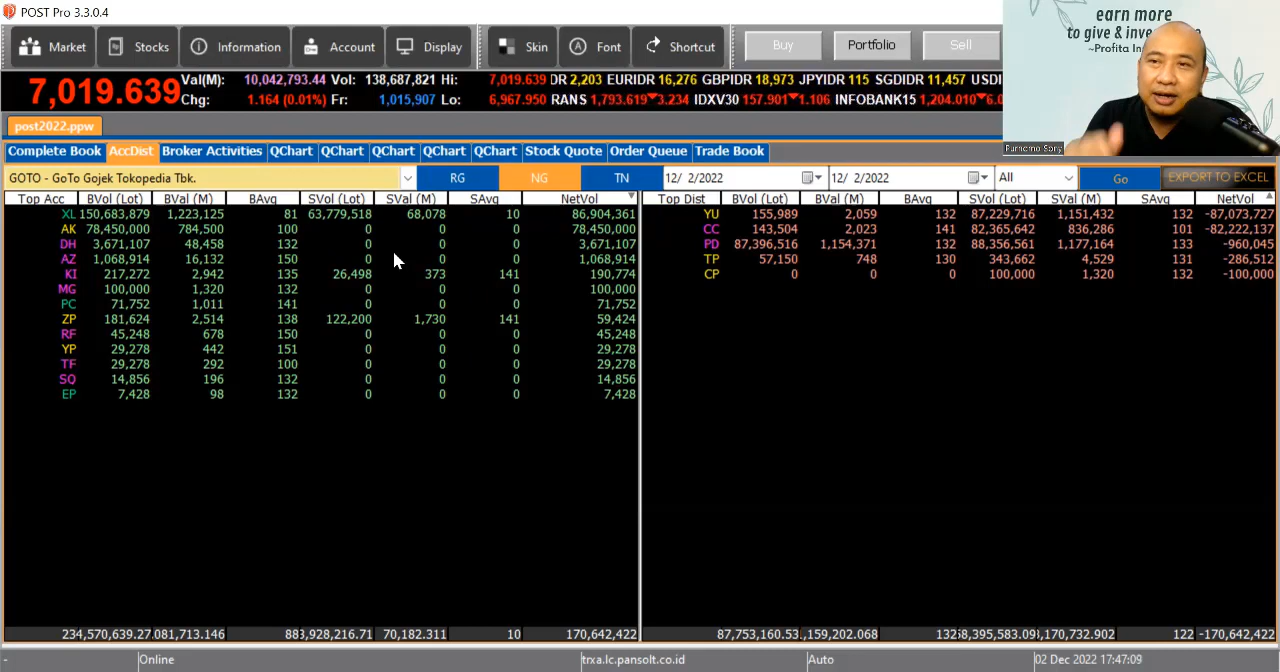 POST Pro 3.3.0.4
Market Stocks Information Account Display Skin Font Shortcut Buy Portfolio Sell
earn more
to give & inve
~Profita In
7,019.639 Val(M): 10,042,793.44 Vol: 138,687,821 Hi: 7,019.639 DR 2,203 EURIDR 16,276 GBPIDR 18,973 JPYIDR 115 SGDIDR 11,457 USDI
Chg: 1.164 (0.01%) Fr: 1,015,907 Lo: 6,967.950 RANS 1,793.619 3.234 IDXV30 157.901 1.106 INFOBANK15 1,204.010 6.0
post2022.ppw
Purnomo Sony
Complete Book AccDist Broker Activities QChart QChart QChart QChart QChart Stock Quote Order Queue Trade Book
GOTO - GoTo Gojek Tokopedia Tbk. RG NG TN 12/ 2/2022 12/ 2/2022 All Go EXPORT TO EXCEL
Top Acc BVol (Lot) BVal (M) BAvg SVol (Lot) SVal (M) SAvg NetVol Top Dist BVol (Lot) BVal (M) BAvg SVol (Lot) SVal (M) SAvg NetVol
XL 150,683,879 1,223,125 81 63,779,518 68,078 10 86,904,361 YU 155,989 2,059 132 87,229,716 1,151,432 132 -87,073,727
AK 78,450,000 784,500 100 0 0 0 78,450,000 CC 143,504 2,023 141 82,365,642 836,286 101 -82,222,137
DH 3,671,107 48,458 132 0 0 0 3,671,107 PD 87,396,516 1,154,371 132 88,356,561 1,177,164 133 -960,045
AZ 1,068,914 16,132 150 0 0 0 1,068,914 TP 57,150 748 130 343,662 4,529 131 -286,512
KI 217,272 2,942 135 26,498 373 141 190,774 CP 0 0 0 100,000 1,320 132 -100,000
MG 100,000 1,320 132 0 0 0 100,000
PC 71,752 1,011 141 0 0 0 71,752
ZP 181,624 2,514 138 122,200 1,730 141 59,424
RF 45,248 678 150 0 0 0 45,248
YP 29,278 442 151 0 0 0 29,278
TF 29,278 292 100 0 0 0 29,278
SQ 14,856 196 132 0 0 0 14,856
EP 7,428 98 132 0 0 0 7,428
234,570,639.27 ,081,713.146 88 3,928,216.71 70,182.311 10 170,642,422 87,753,160.53 ,159,202.068 132 8,395,583.09 ,170,732.902 122 -170,642,422
- Online trxa.lc.pansolt.co.id Auto 02 Dec 2022 17:47:09